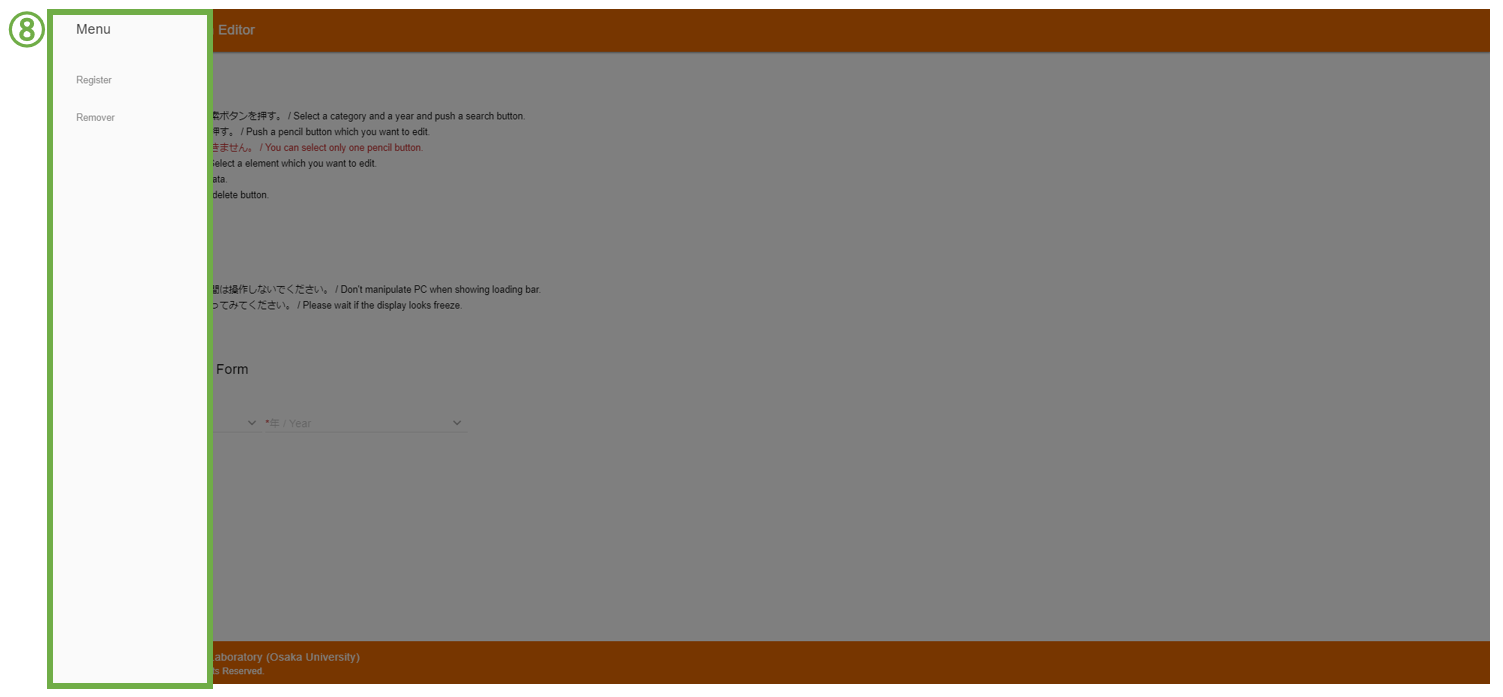 ⑧
Menu
Editor
Register
Remover
ボタンを押す。 / Select a category and a year and push a search button.
押す。 / Push a pencil button which you want to edit.
きません。 / You can select only one pencil button.
Select a element which you want to edit.
ata.
delete button.
間は操作しないでください。 / Don't manipulate PC when showing loading bar.
ってみてください。 / Please wait if the display looks freeze.
Form
*年 / Year
aboratory (Osaka University)
ts Reserved.